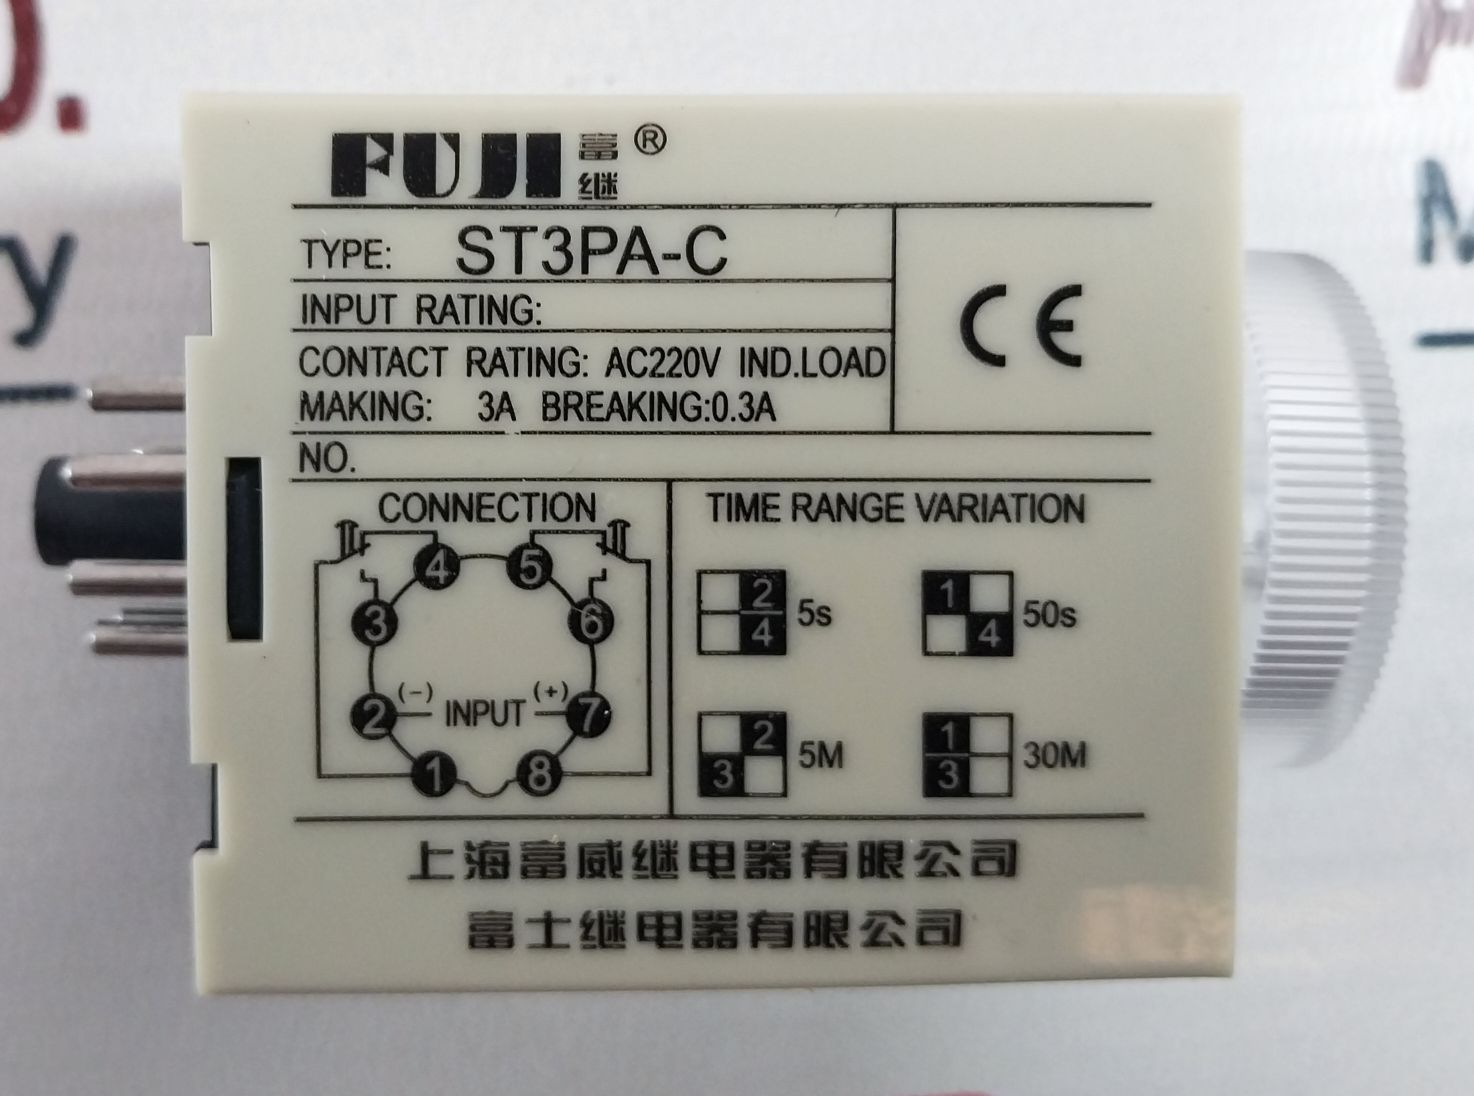 FUJI 富继 ®
TYPE: ST3PA-C
INPUT RATING:
CONTACT RATING: AC220V IND.LOAD
MAKING: 3A BREAKING:0.3A
CE
NO.
CONNECTION
4 5
3 6
2 (-) INPUT (+) 7
1 8
TIME RANGE VARIATION
2 4 5s
1 4 50s
2 3 5M
1 3 30M
上海富威继电器有限公司
富士继电器有限公司